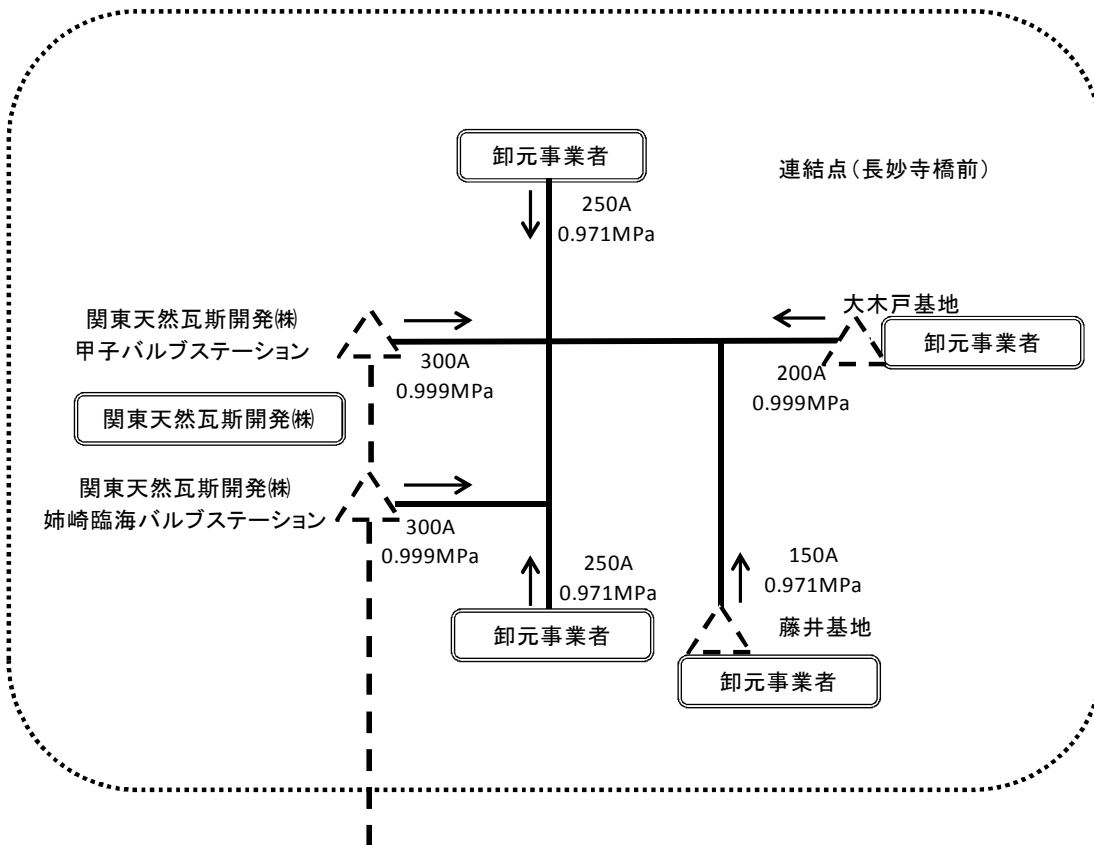 卸元事業者
連結点（長妙寺橋前）
250A
0.971MPa
大木戸基地
関東天然瓦斯開発㈱
甲子バルブステーション
卸元事業者
300A
0.999MPa
200A
0.999MPa
関東天然瓦斯開発㈱
関東天然瓦斯開発㈱
姉崎臨海バルブステーション
300A
0.999MPa
250A
0.971MPa
150A
0.971MPa
卸元事業者
藤井基地
卸元事業者